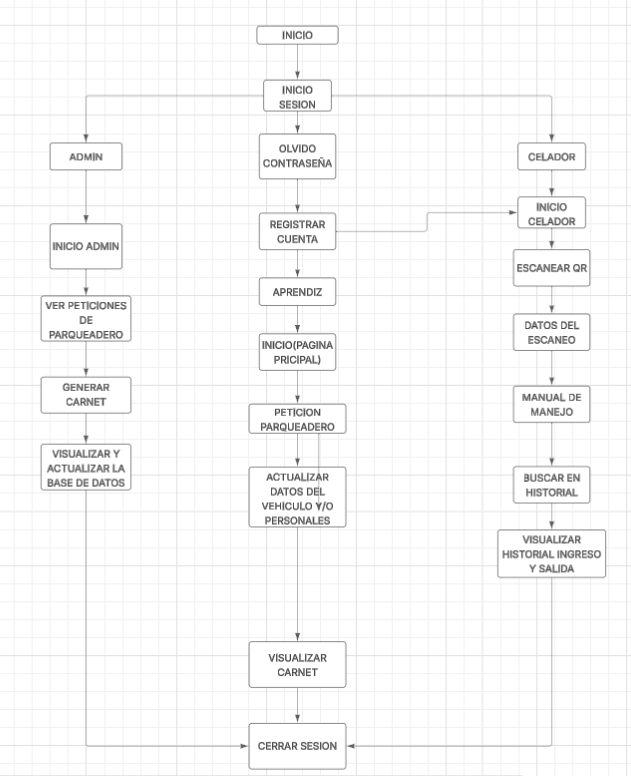 INICIO
INICIO
SESION
OLVIDO
CONTRASEÑA
ADMIN
CELADOR
REGISTRAR
CUENTA
INICIO
CELADOR
INICIO ADMIN
ESCANEAR QR
APRENDIZ
VER PETICIONES
DE
PARQUEADERO
DATOS DEL
ESCANEO
INICIO(PAGINA
PRICIPAL)
GENERAR
CARNET
MANUAL DE
MANEJO
PETICION
PARQUEADERO
VISUALIZAR Y
ACTUALIZAR LA
BASE DE DATOS
ACTUALIZAR
DATOS DEL
VEHICULO Y/O
PERSONALES
BUSCAR EN
HISTORIAL
VISUALIZAR
HISTORIAL INGRESO
Y SALIDA
VISUALIZAR
CARNET
CERRAR SESION